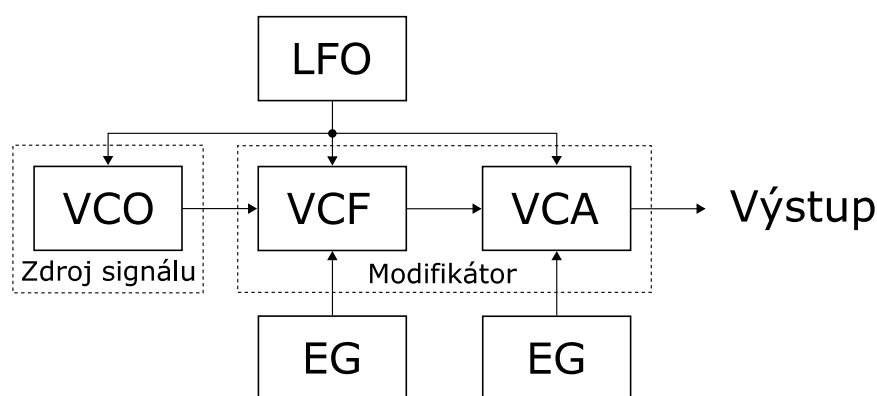 LFO
VCO
VCF
VCA
Výstup
Zdroj signálu
Modifikátor
EG
EG